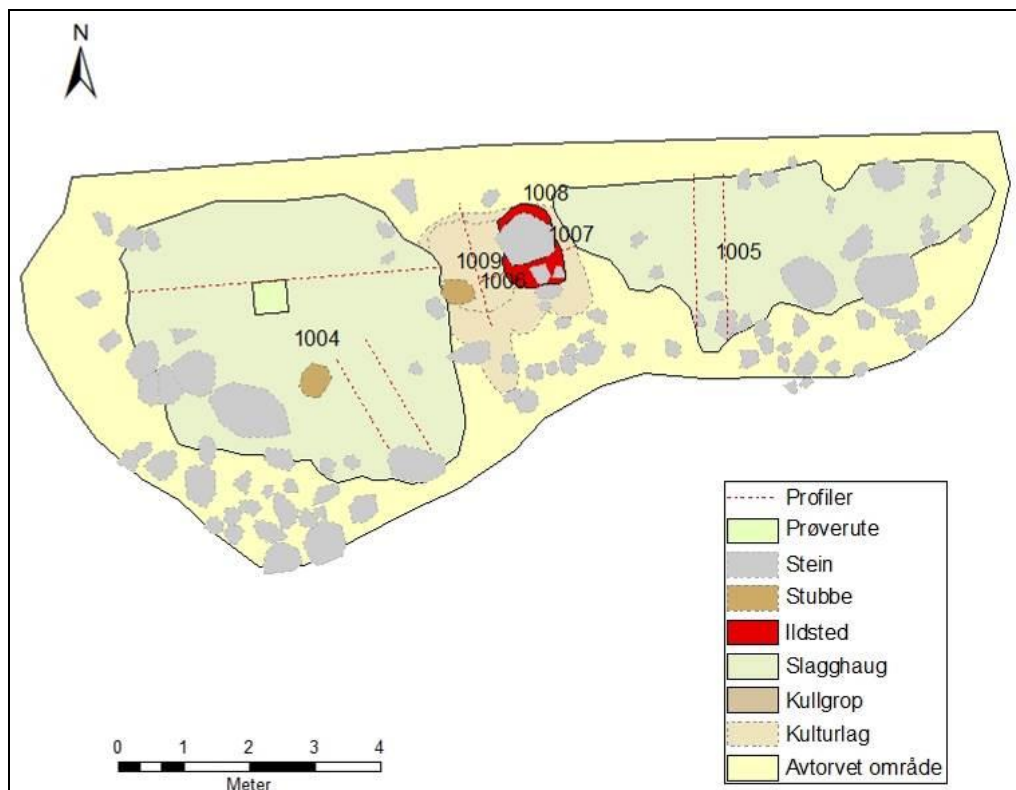 N
1008
1007
1009
1006
1005
1004
Profiler
Prøverute
Stein
Stubbe
Ildsted
Slagghaug
Kullgrop
Kulturlag
Avtorvet område
0 1 2 3 4
Meter